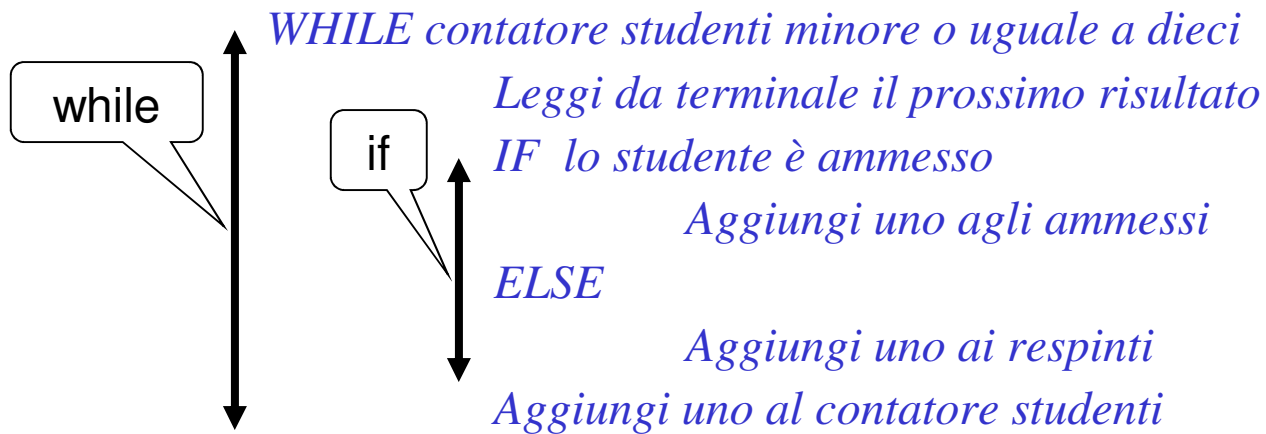 WHILE contatore studenti minore o uguale a dieci
while
Leggi da terminale il prossimo risultato
if
IF lo studente è ammesso
Aggiungi uno agli ammessi
ELSE
Aggiungi uno ai respinti
Aggiungi uno al contatore studenti